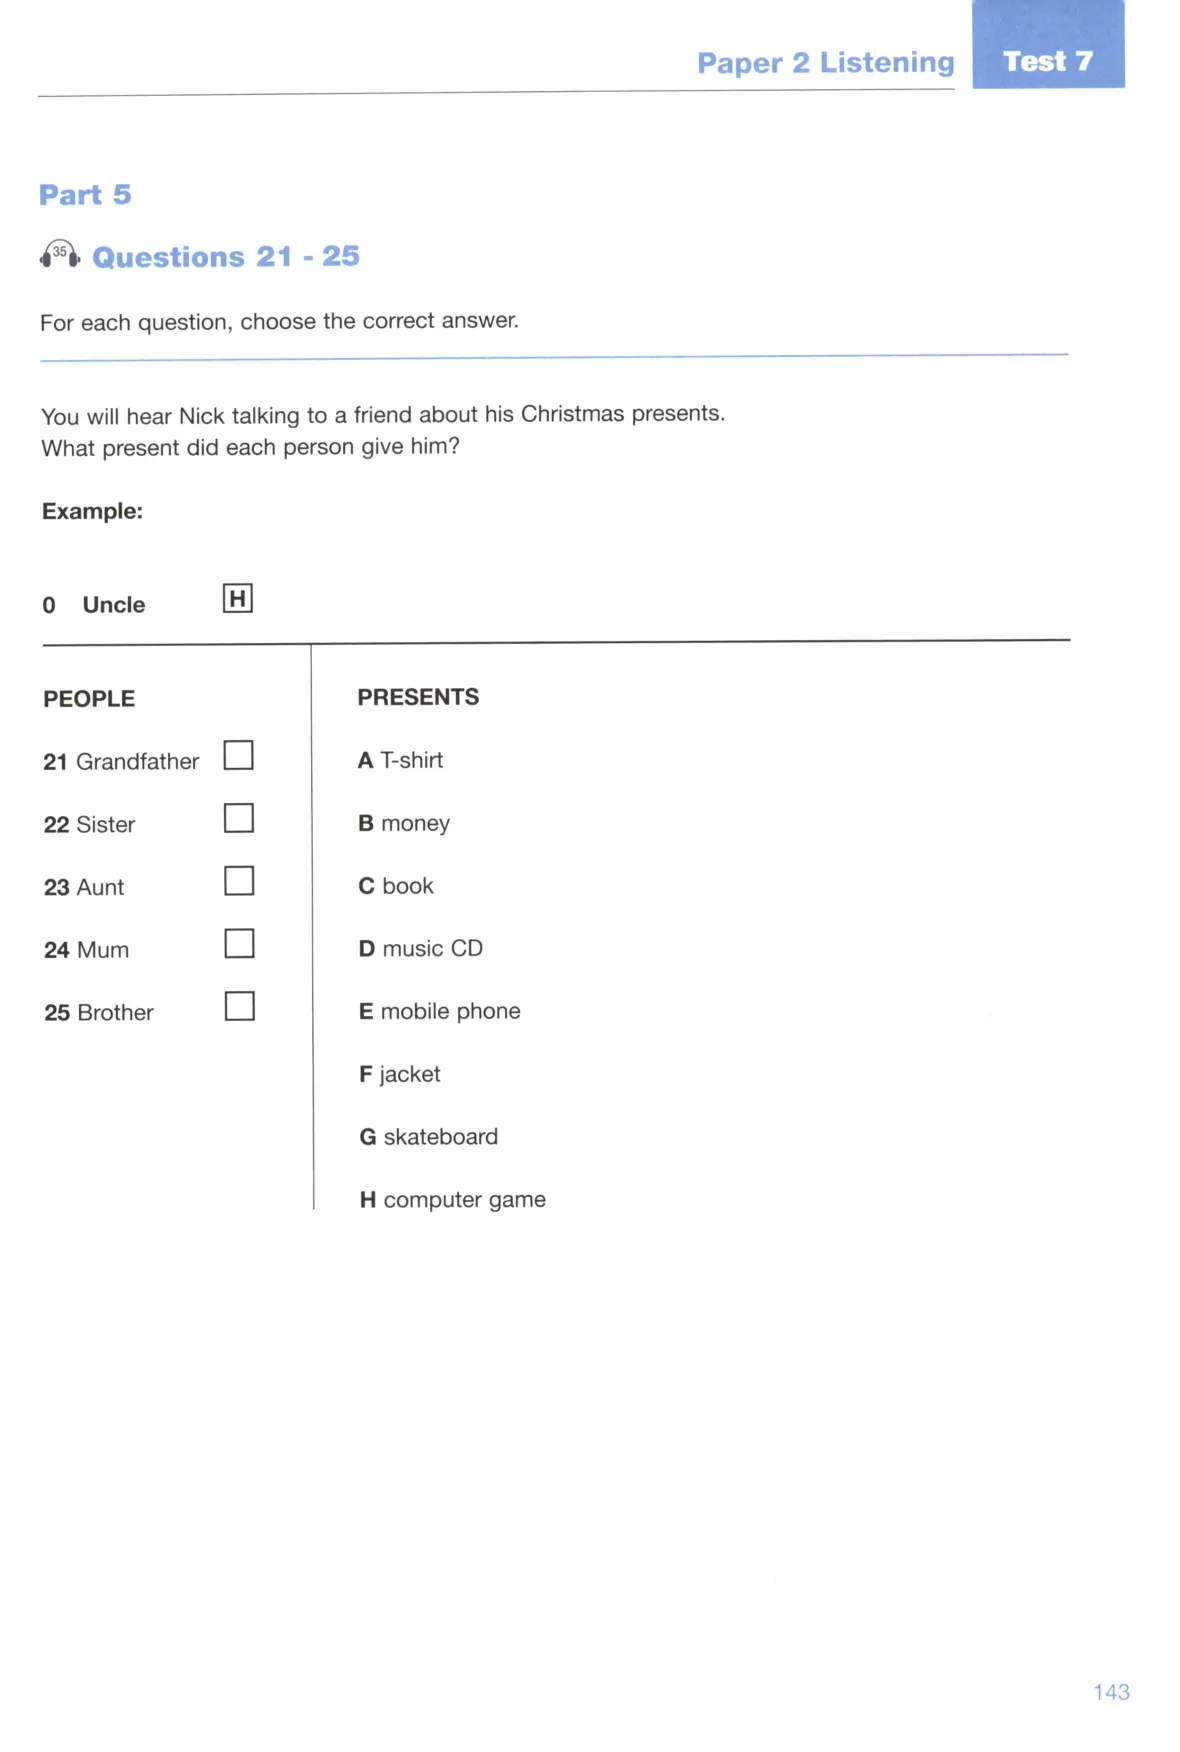 Paper 2 Listening Test 7
Part 5
35 Questions 21 - 25
For each question, choose the correct answer.
You will hear Nick talking to a friend about his Christmas presents.
What present did each person give him?
Example:
0 Uncle H
PEOPLE
21 Grandfather
22 Sister
23 Aunt
24 Mum
25 Brother
PRESENTS
A T-shirt
B money
C book
D music CD
E mobile phone
F jacket
G skateboard
H computer game
143